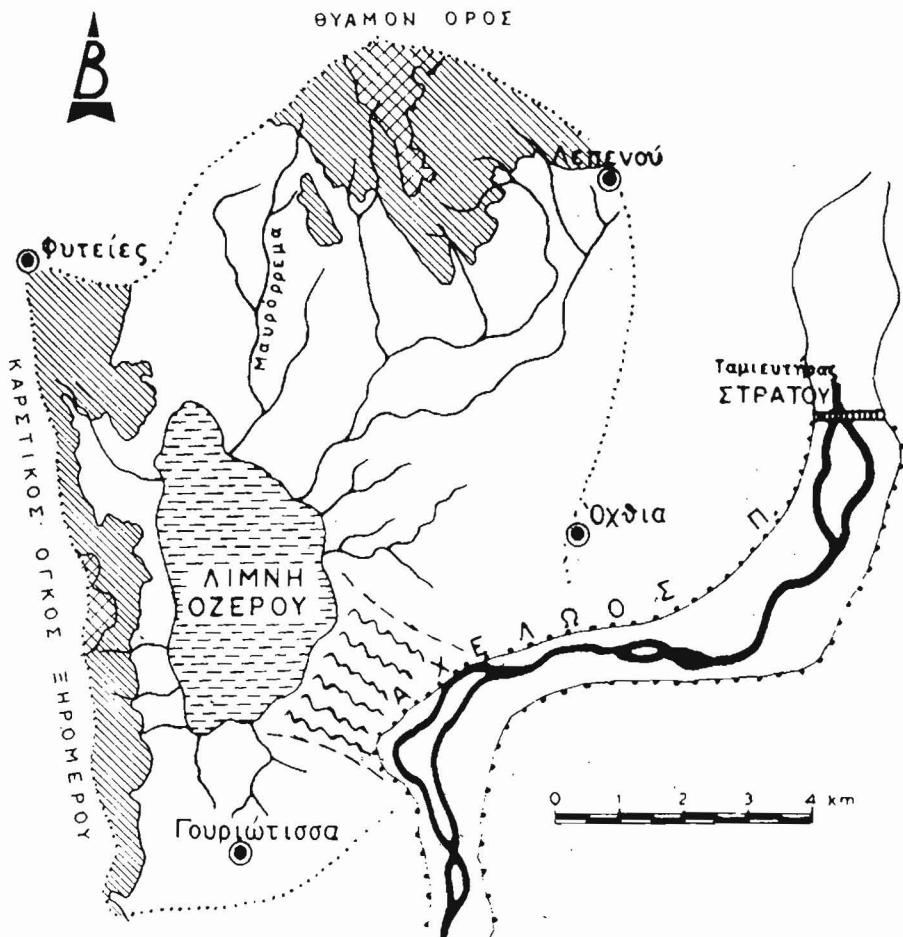 ΘΥΑΜΟΝ ΟΡΟΣ
Β
Λεπενού
Φυτείες
Μαυρόρρεμα
Ταμιευτηρας
ΣΤΡΑΤΟΥ
ΚΑΡΣΤΙΚΟΣ ΟΓΚΟΣ ΞΗΡΟΜΕΡΟΥ
Οχθια
ΛΙΜΝΗ
ΟΖΕΡΟΥ
ΑΧΕΛΩΟΣ Π.
0 1 2 3 4 km
Γουριώτισσα